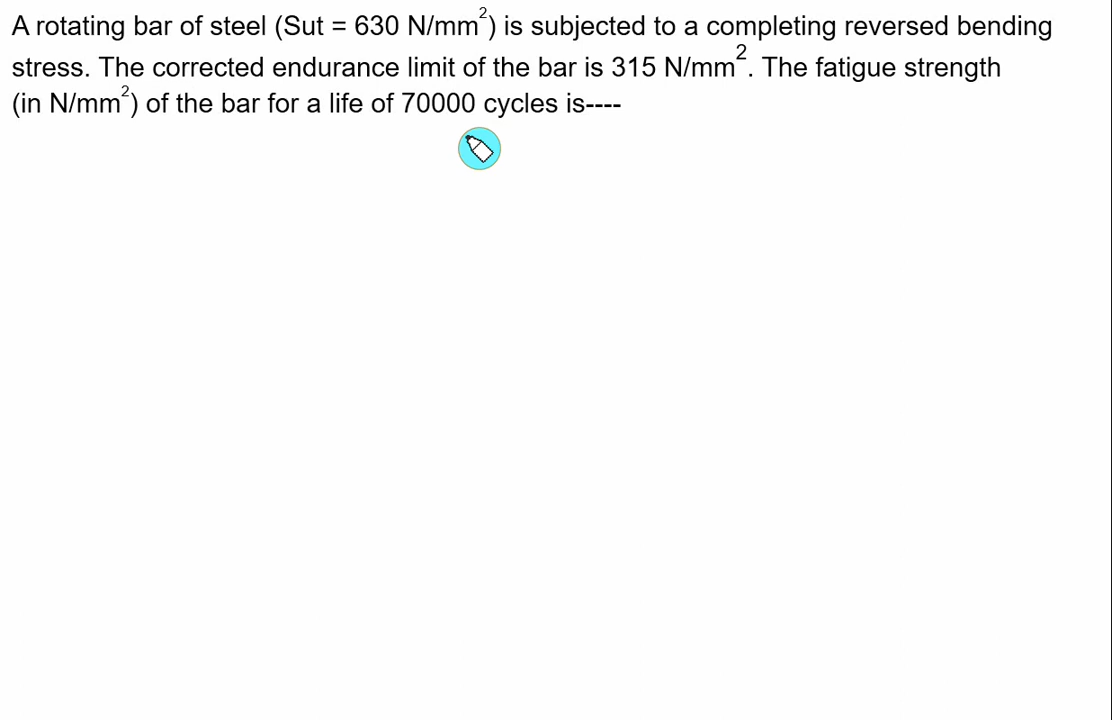 A rotating bar of steel (Sut = 630 N/mm²) is subjected to a completing reversed bending
stress. The corrected endurance limit of the bar is 315 N/mm². The fatigue strength
(in N/mm²) of the bar for a life of 70000 cycles is----